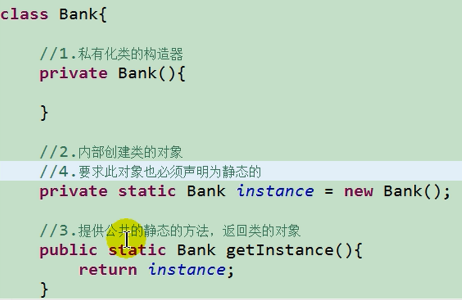 class Bank{
//1.私有化类的构造器
private Bank(){
}
//2.内部创建类的对象
//4.要求此对象也必须声明为静态的
private static Bank instance = new Bank();
//3.提供公共的静态的方法，返回类的对象
public static Bank getInstance(){
return instance;
}